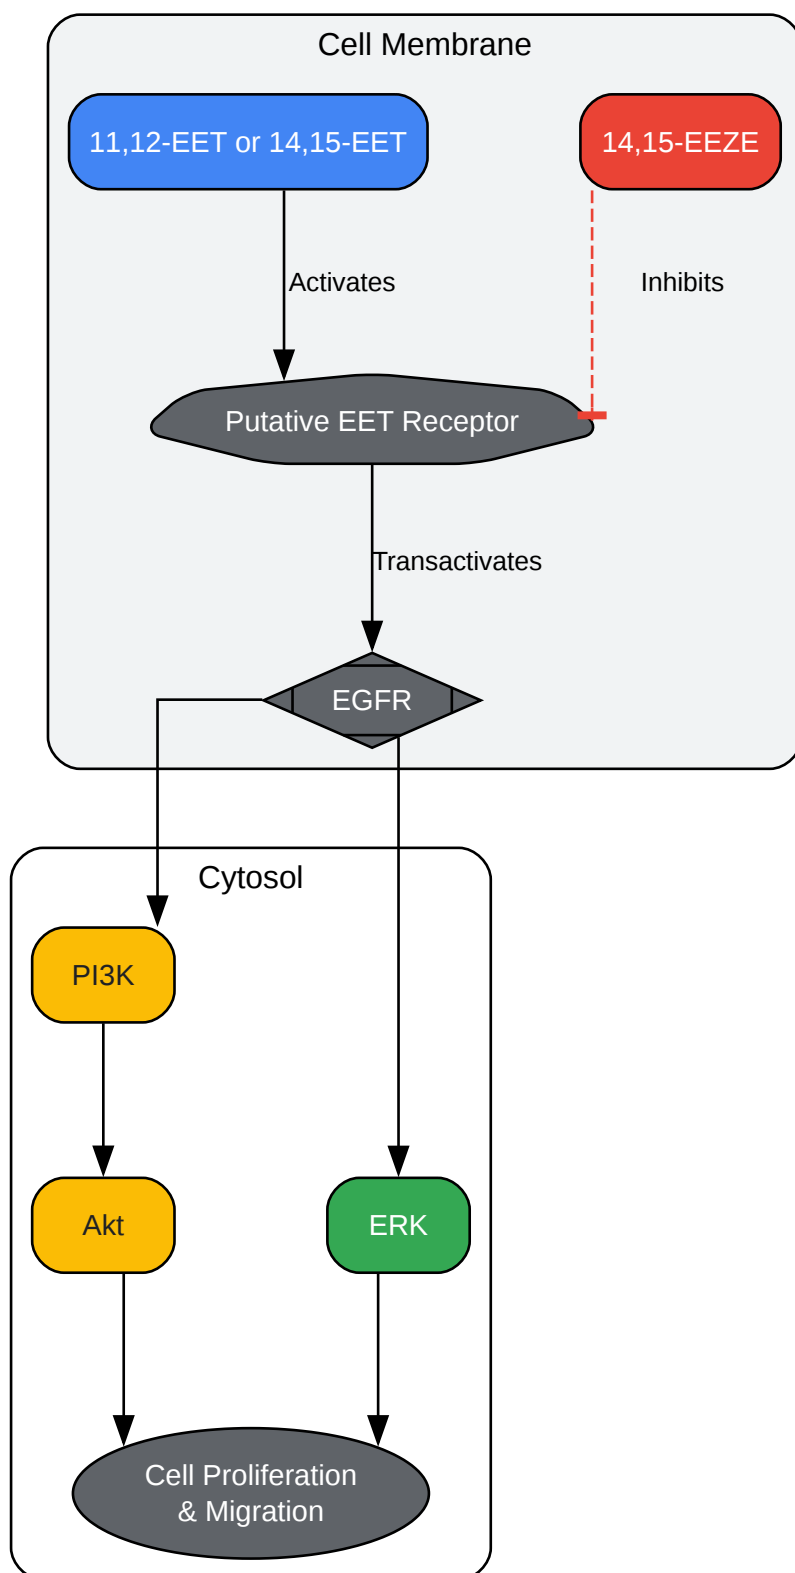 Cell Membrane
11,12-EET or 14,15-EET
14,15-EEZE
Activates
Inhibits
Putative EET Receptor
Transactivates
EGFR
Cytosol
PI3K
Akt
ERK
Cell Proliferation
& Migration